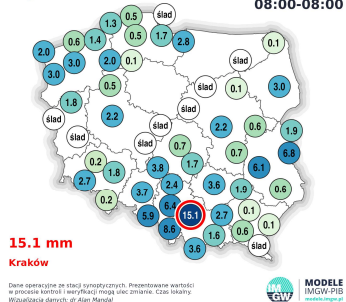 08:00-08:00
0.5
ślad
1.3
0.6
1.4
0.5
1.7
2.8
0.1
2.0
3.0
2.0
0.1
ślad
3.0
0.5
ślad
0.1
3.0
1.8
2.2
ślad
ślad
ślad
2.2
0.6
1.9
ślad
ślad
0.7
0.7
6.8
0.2
1.8
3.8
1.7
6.1
2.7
2.4
3.6
1.9
0.6
0.2
3.7
6.4
5.9
15.1
2.7
0.1
8.6
1.6
0.6
0.1
3.6
ślad
15.1 mm
Kraków
Dane operacyjne ze stacji synoptycznych. Prezentowane wartości
w procesie kontroli i weryfikacji mogą ulec zmianie. Czas lokalny.
Wizualizacja danych: dr Alan Mandal
IMGW
MODELE
IMGW-PIB